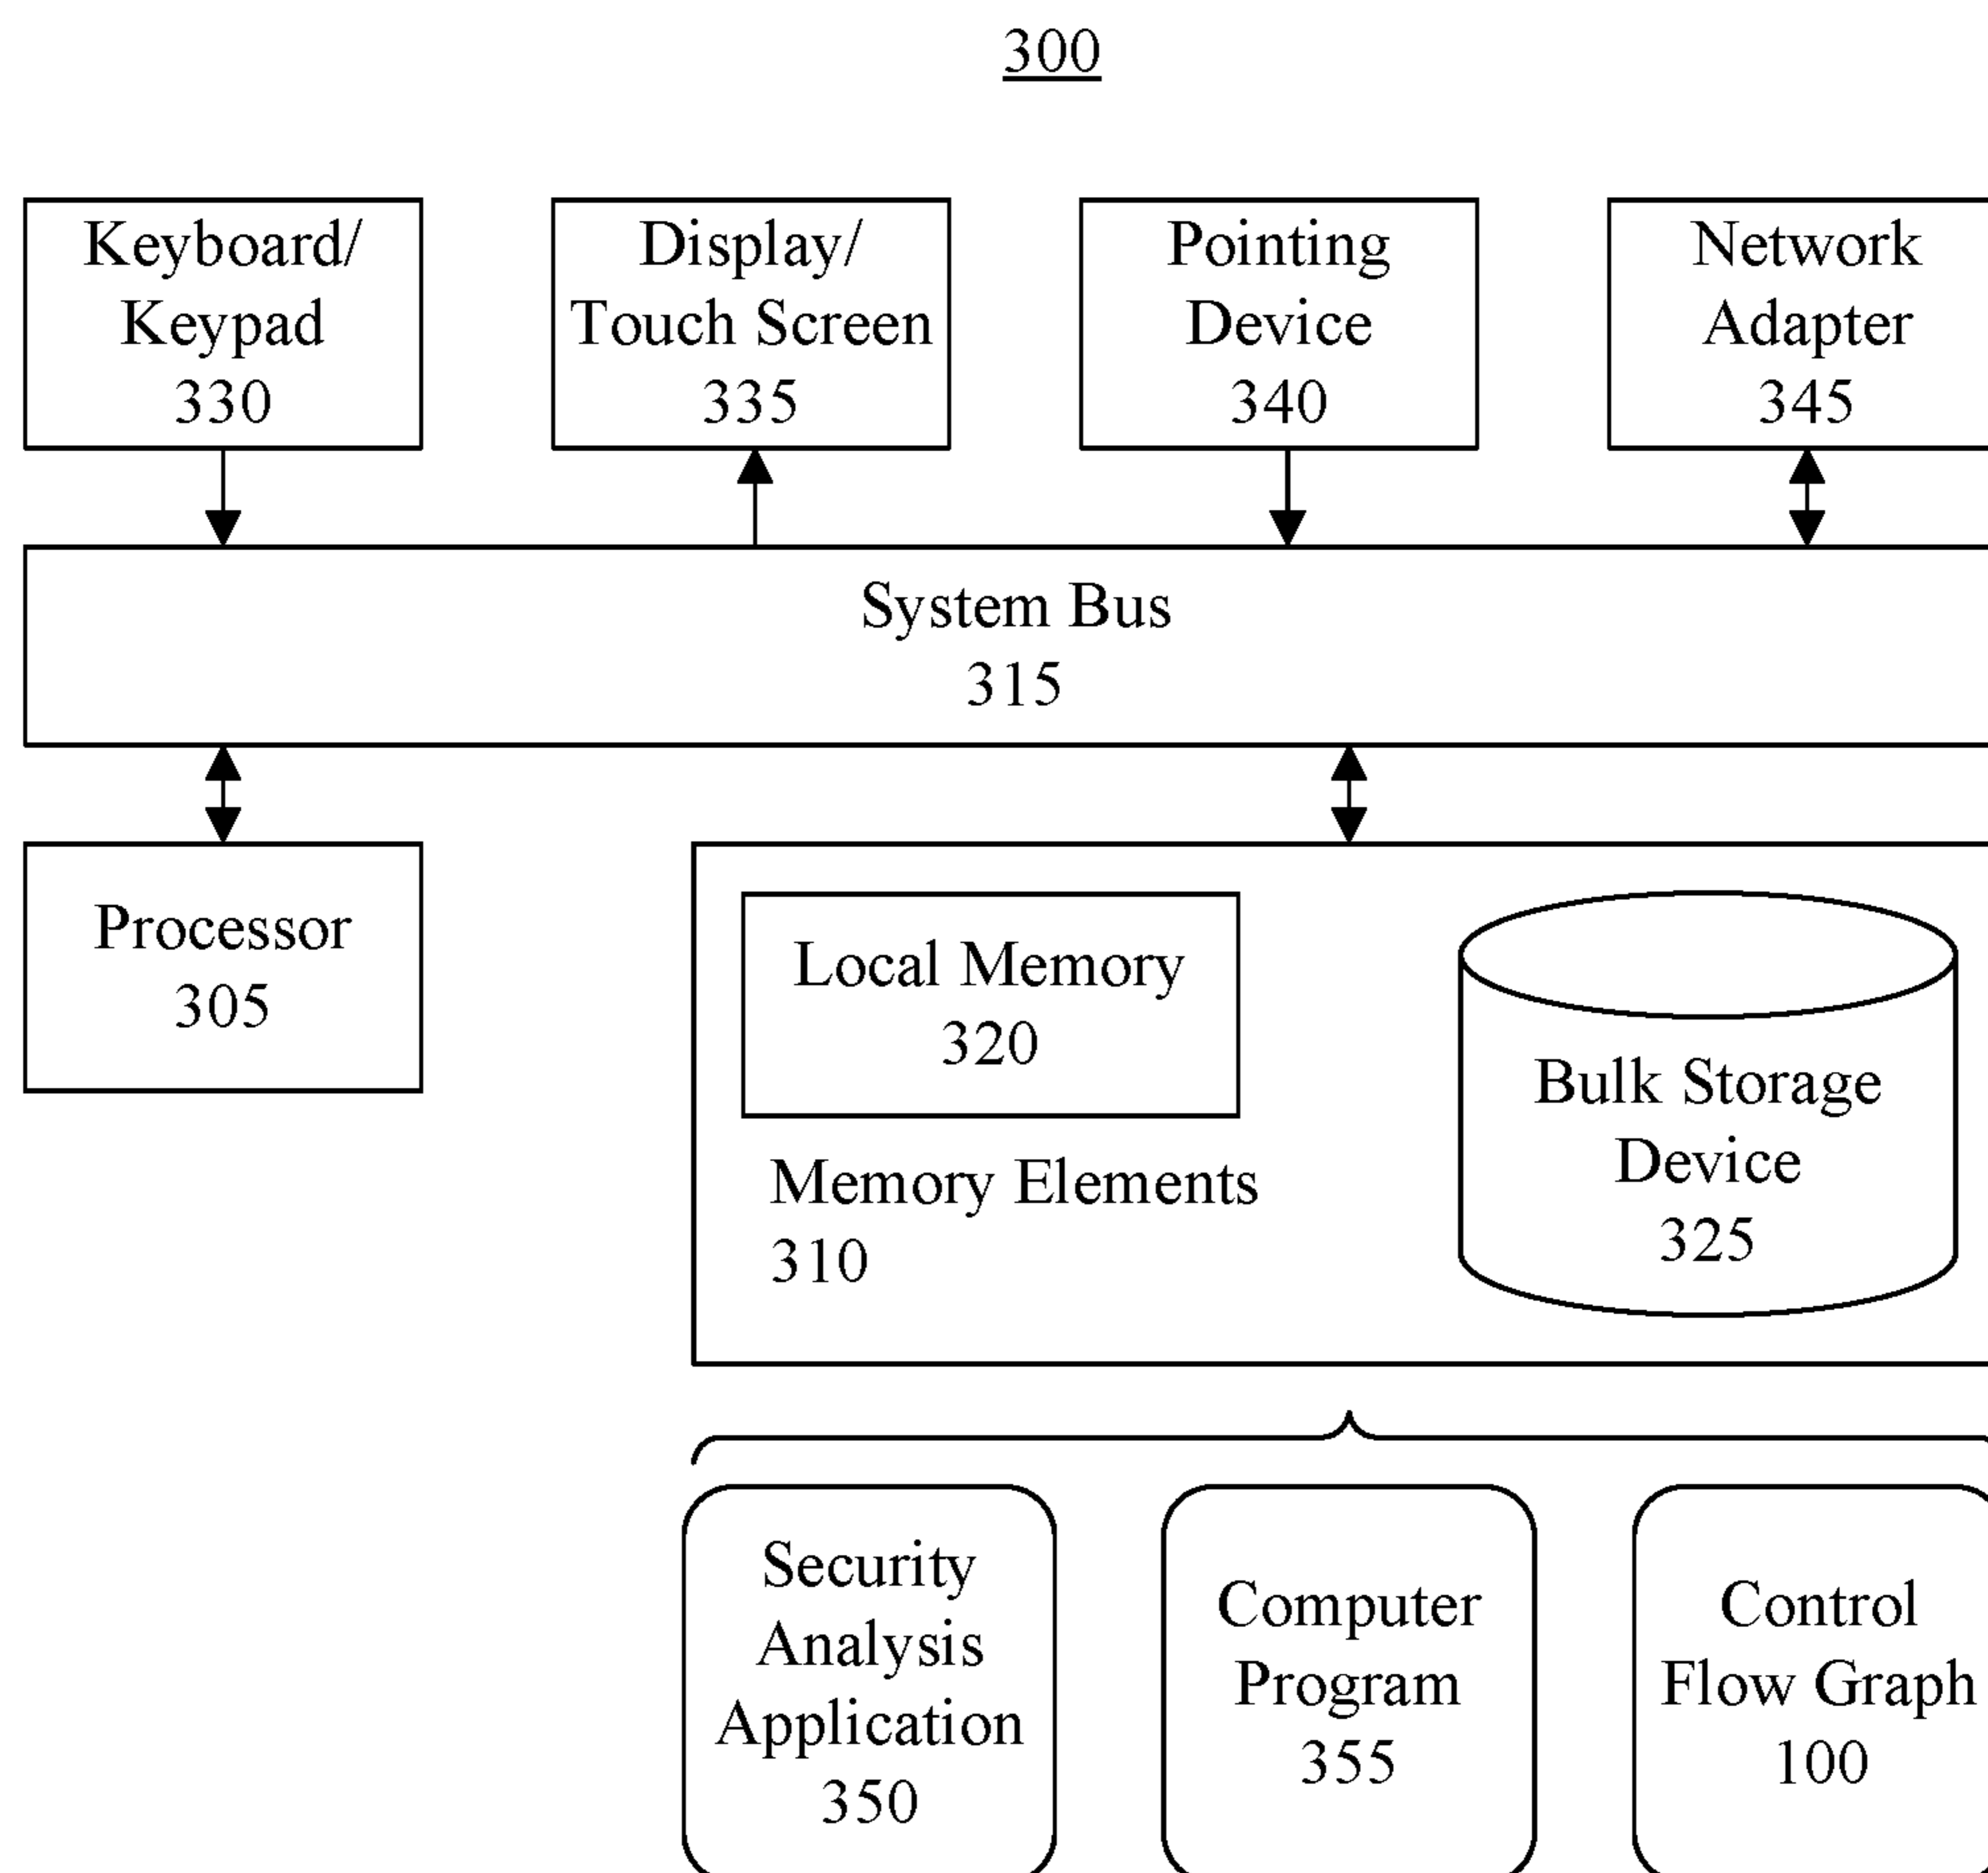 300
Keyboard/
Keypad
330
Display/
Touch Screen
335
Pointing
Device
340
Network
Adapter
345
System Bus
315
Processor
305
Local Memory
320
Memory Elements
310
Bulk Storage
Device
325
Security
Analysis
Application
350
Computer
Program
355
Control
Flow Graph
100